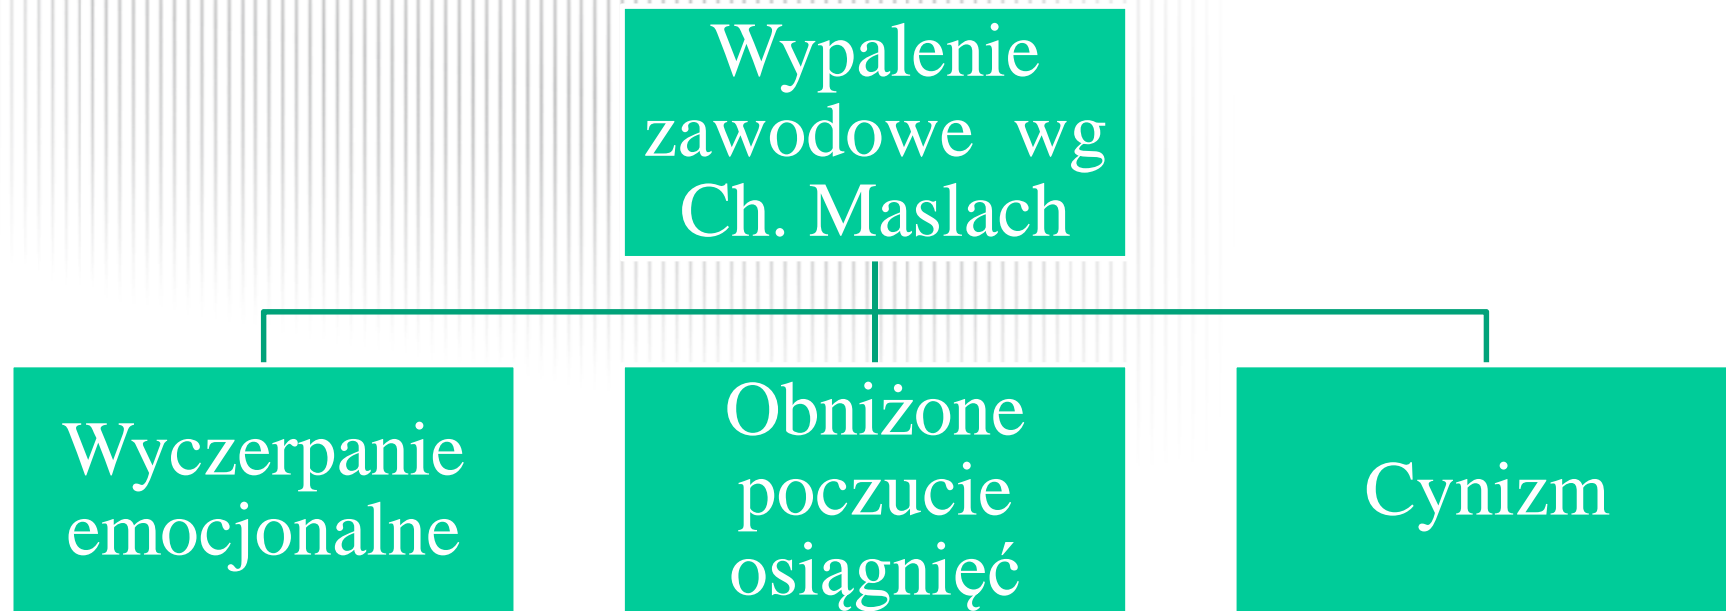 Wypalenie
zawodowe  wg
Ch. Maslach
Wyczerpanie
emocjonalne
Obniżone
poczucie
osiągnięć
Cynizm